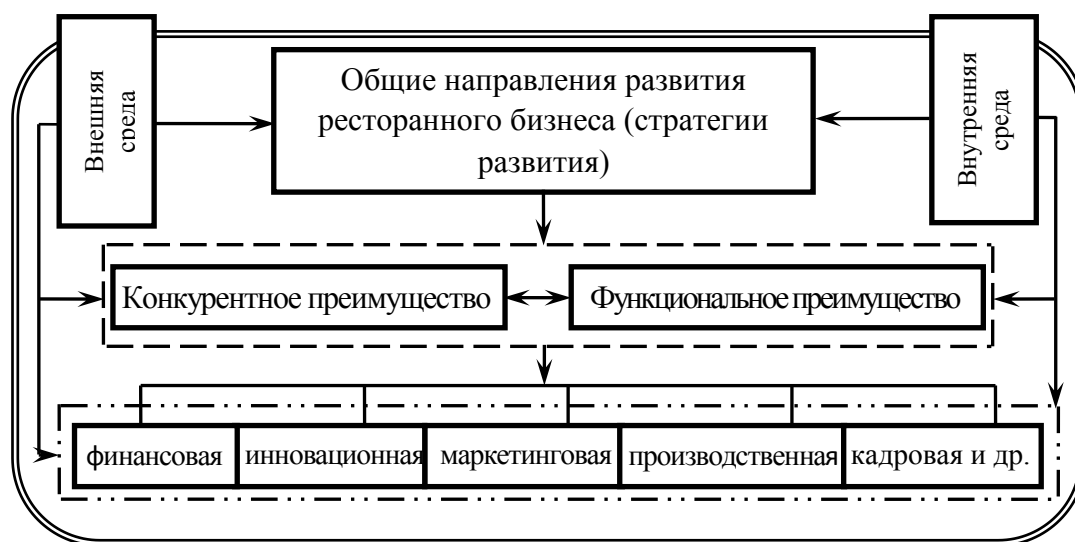 Внешняя
среда
Общие направления развития
ресторанного бизнеса (стратегии
развития)
Внутренняя
среда
Конкурентное преимущество
Функциональное преимущество
финансовая
инновационная
маркетинговая
производственная
кадровая и др.